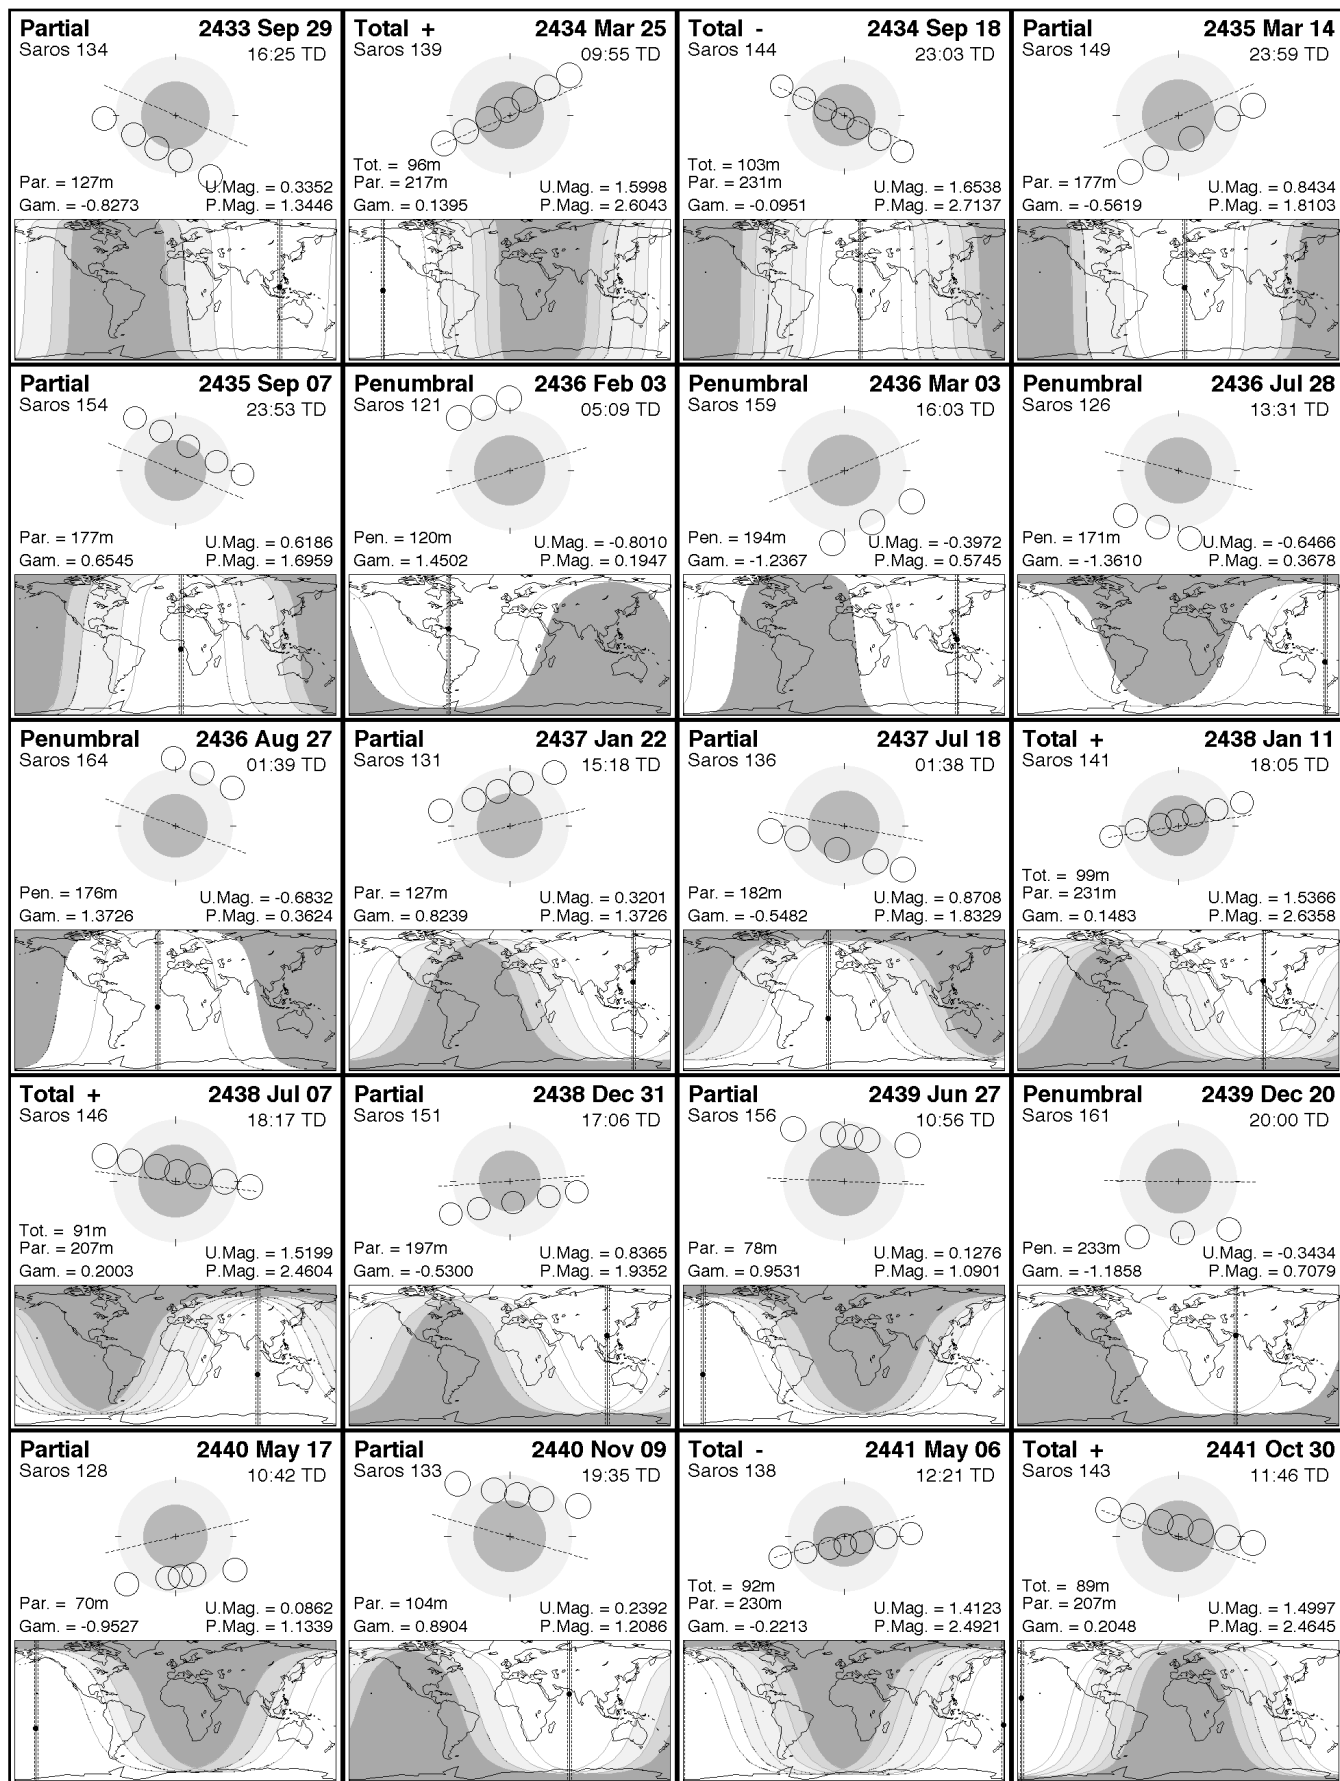 Partial 2433 Sep 29
Saros 134 16:25 TD
Par. = 127m U.Mag. = 0.3352
Gam. = -0.8273 P.Mag. = 1.3446
Total + 2434 Mar 25
Saros 139 09:55 TD
Tot. = 96m
Par. = 217m U.Mag. = 1.5998
Gam. = 0.1395 P.Mag. = 2.6043
Total - 2434 Sep 18
Saros 144 23:03 TD
Tot. = 103m
Par. = 231m U.Mag. = 1.6538
Gam. = -0.0951 P.Mag. = 2.7137
Partial 2435 Mar 14
Saros 149 23:59 TD
Par. = 177m U.Mag. = 0.8434
Gam. = -0.5619 P.Mag. = 1.8103
Partial 2435 Sep 07
Saros 154 23:53 TD
Par. = 177m U.Mag. = 0.6186
Gam. = 0.6545 P.Mag. = 1.6959
Penumbral 2436 Feb 03
Saros 121 05:09 TD
Pen. = 120m U.Mag. = -0.8010
Gam. = 1.4502 P.Mag. = 0.1947
Penumbral 2436 Mar 03
Saros 159 16:03 TD
Pen. = 194m U.Mag. = -0.3972
Gam. = -1.2367 P.Mag. = 0.5745
Penumbral 2436 Jul 28
Saros 126 13:31 TD
Pen. = 171m U.Mag. = -0.6466
Gam. = -1.3610 P.Mag. = 0.3678
Penumbral 2436 Aug 27
Saros 164 01:39 TD
Pen. = 176m U.Mag. = -0.6832
Gam. = 1.3726 P.Mag. = 0.3624
Partial 2437 Jan 22
Saros 131 15:18 TD
Par. = 127m U.Mag. = 0.3201
Gam. = 0.8239 P.Mag. = 1.3726
Partial 2437 Jul 18
Saros 136 01:38 TD
Par. = 182m U.Mag. = 0.8708
Gam. = -0.5482 P.Mag. = 1.8329
Total + 2438 Jan 11
Saros 141 18:05 TD
Tot. = 99m
Par. = 231m U.Mag. = 1.5366
Gam. = 0.1483 P.Mag. = 2.6358
Total + 2438 Jul 07
Saros 146 18:17 TD
Tot. = 91m
Par. = 207m U.Mag. = 1.5199
Gam. = 0.2003 P.Mag. = 2.4604
Partial 2438 Dec 31
Saros 151 17:06 TD
Par. = 197m U.Mag. = 0.8365
Gam. = -0.5300 P.Mag. = 1.9352
Partial 2439 Jun 27
Saros 156 10:56 TD
Par. = 78m U.Mag. = 0.1276
Gam. = 0.9531 P.Mag. = 1.0901
Penumbral 2439 Dec 20
Saros 161 20:00 TD
Pen. = 233m U.Mag. = -0.3434
Gam. = -1.1858 P.Mag. = 0.7079
Partial 2440 May 17
Saros 128 10:42 TD
Par. = 70m U.Mag. = 0.0862
Gam. = -0.9527 P.Mag. = 1.1339
Partial 2440 Nov 09
Saros 133 19:35 TD
Par. = 104m U.Mag. = 0.2392
Gam. = 0.8904 P.Mag. = 1.2086
Total - 2441 May 06
Saros 138 12:21 TD
Tot. = 92m
Par. = 230m U.Mag. = 1.4123
Gam. = -0.2213 P.Mag. = 2.4921
Total + 2441 Oct 30
Saros 143 11:46 TD
Tot. = 89m
Par. = 207m U.Mag. = 1.4997
Gam. = 0.2048 P.Mag. = 2.4645